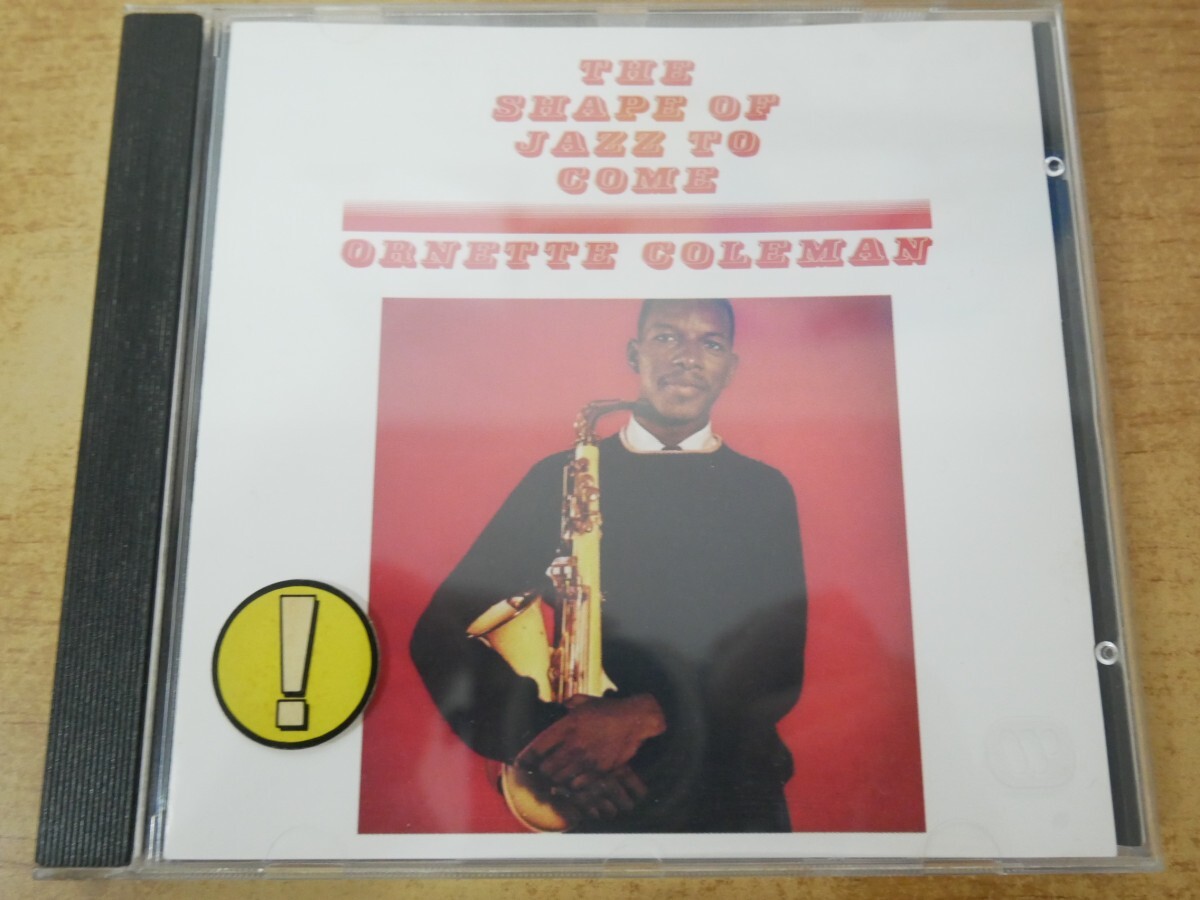 THE
SHAPE OF
JAZZ TO
COME
ORNETTE COLEMAN
!